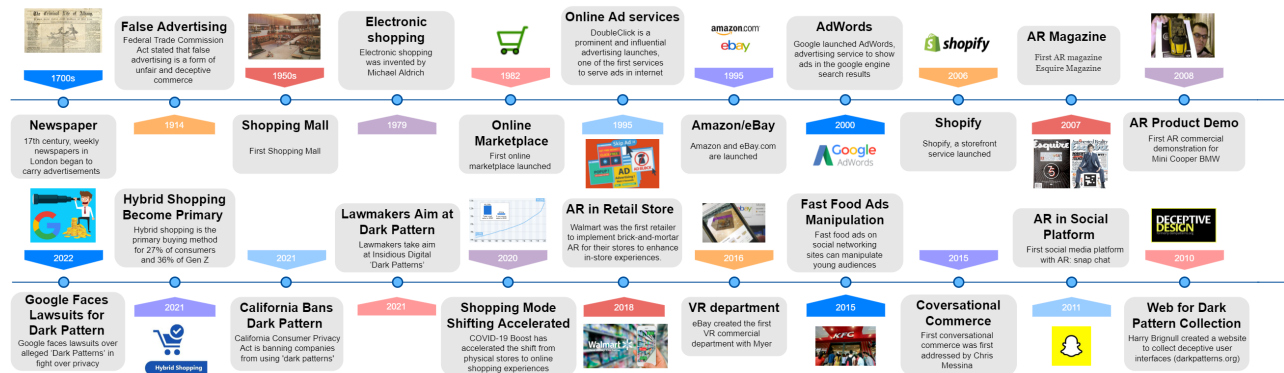 The Criminal Life of Albany
1700s
Newspaper
17th century, weekly
newspapers in
London began to
carry advertisements
False Advertising
Federal Trade Commission
Act stated that false
advertising is a form of
unfair and deceptive
commerce
1914
1950s
Shopping Mall
First Shopping Mall
Electronic
shopping
Electronic shopping
was invented by
Michael Aldrich
1979
1982
Online
Marketplace
First online
marketplace launched
Online Ad services
DoubleClick is a
prominent and influential
advertising launches,
one of the first services
to serve ads in internet
1995
Skip Ad
AD
amazon.com
ebay
1995
Amazon/eBay
Amazon and eBay.com
are launched
AdWords
Google launched AdWords,
advertising service to show
ads in the google engine
search results
2000
Google
AdWords
shopify
2006
Shopify
Shopify, a storefront
service launched
AR Magazine
First AR magazine
Esquire Magazine
2007
Esquire
2008
AR Product Demo
First AR commercial
demonstration for
Mini Cooper BMW
2022
Google Faces
Lawsuits for
Dark Pattern
Google faces lawsuits over
alleged 'Dark Patterns' in
fight over privacy
Hybrid Shopping
Become Primary
Hybrid shopping is the
primary buying method
for 27% of consumers
and 36% of Gen Z
2021
Hybrid Shopping
2021
California Bans
Dark Pattern
California Consumer Privacy
Act is banning companies
from using 'dark patterns'
Lawmakers Aim at
Dark Pattern
Lawmakers take aim
at Insidious Digital
'Dark Patterns'
2021
2020
Shopping Mode
Shifting Accelerated
COVID-19 Boost has
accelerated the shift from
physical stores to online
shopping experiences
AR in Retail Store
Walmart was the first retailer
to implement brick-and-mortar
AR for their stores to enhance
in-store experiences.
2018
Walmart
ebay
2016
VR department
eBay created the first
VR commercial
department with Myer
Fast Food Ads
Manipulation
Fast food ads on
social networking
sites can manipulate
young audiences
2015
KFC
2015
Coversational
Commerce
First conversational
commerce was first
addressed by Chris
Messina
AR in Social
Platform
First social media platform
with AR: snap chat
2011
DECEPTIVE
DESIGN
2010
Web for Dark
Pattern Collection
Harry Brignull created a website
to collect deceptive user
interfaces (darkpatterns.org)